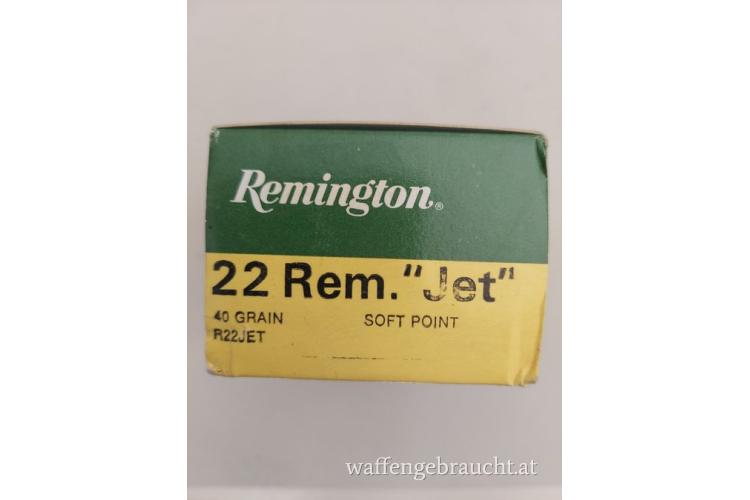 Remington®
22 Rem. "Jet"
40 GRAIN SOFT POINT
R22JET
waffengebraucht.at